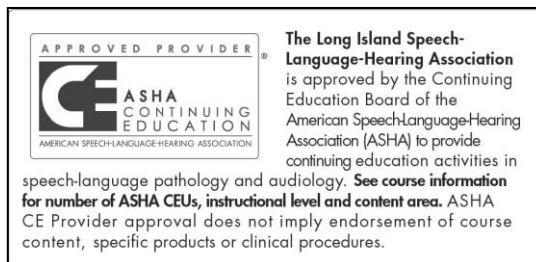 APPROVED PROVIDER
®
CE
ASHA
CONTINUING
EDUCATION
AMERICAN SPEECH-LANGUAGE-HEARING ASSOCIATION
The Long Island Speech-
Language-Hearing Association
is approved by the Continuing
Education Board of the
American Speech-Language-Hearing
Association (ASHA) to provide
continuing education activities in
speech-language pathology and audiology. See course information
for number of ASHA CEUs, instructional level and content area. ASHA
CE Provider approval does not imply endorsement of course
content, specific products or clinical procedures.